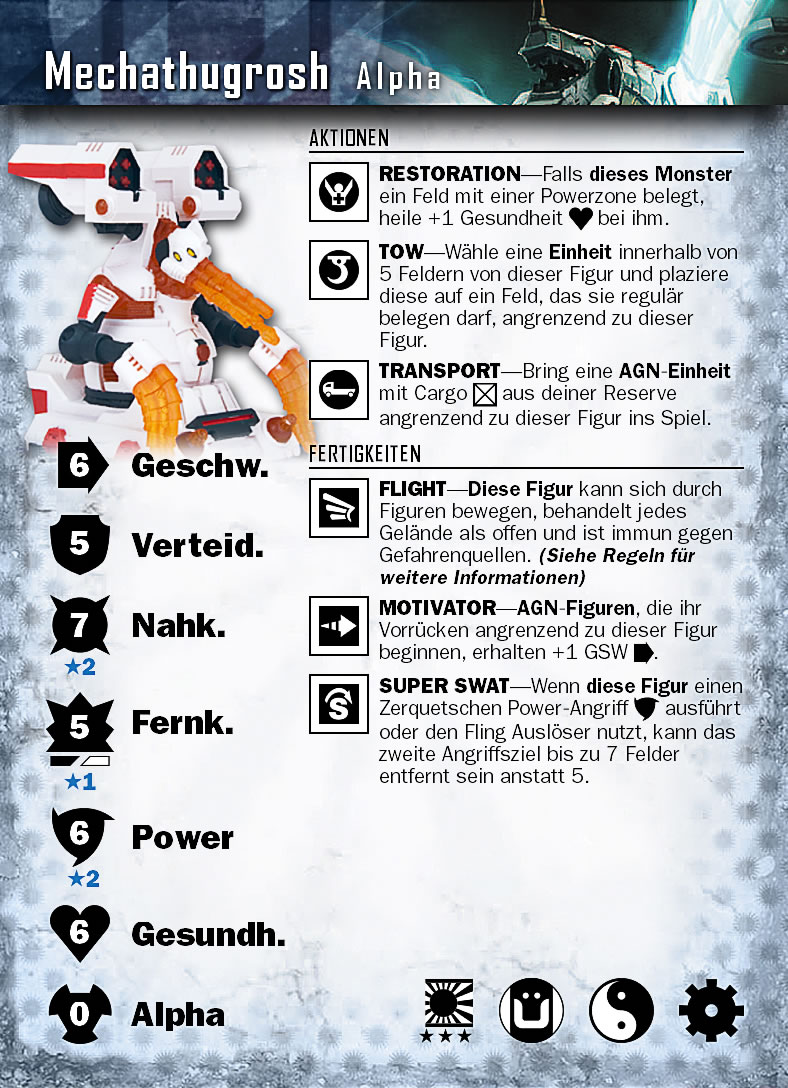 Mechathugrosh Alpha
AKTIONEN
RESTORATION—Falls dieses Monster
ein Feld mit einer Powerzone belegt,
heile +1 Gesundheit bei ihm.
TOW—Wähle eine Einheit innerhalb von
5 Feldern von dieser Figur und plaziere
diese auf ein Feld, das sie regulär
belegen darf, angrenzend zu dieser
Figur.
TRANSPORT—Bring eine AGN-Einheit
mit Cargo aus deiner Reserve
angrenzend zu dieser Figur ins Spiel.
FERTIGKEITEN
FLIGHT—Diese Figur kann sich durch
Figuren bewegen, behandelt jedes
Gelände als offen und ist immun gegen
Gefahrenquellen. (Siehe Regeln für
weitere Informationen)
MOTIVATOR—AGN-Figuren, die ihr
Vorrücken angrenzend zu dieser Figur
beginnen, erhalten +1 GSW.
S SUPER SWAT—Wenn diese Figur einen
Zerquetschen Power-Angriff ausführt
oder den Fling Auslöser nutzt, kann das
zweite Angriffsziel bis zu 7 Felder
entfernt sein anstatt 5.
6 Geschw.
5 Verteid.
7 Nahk.
★2
5 Fernk.
★1
6 Power
★2
6 Gesundh.
0 Alpha
★★★